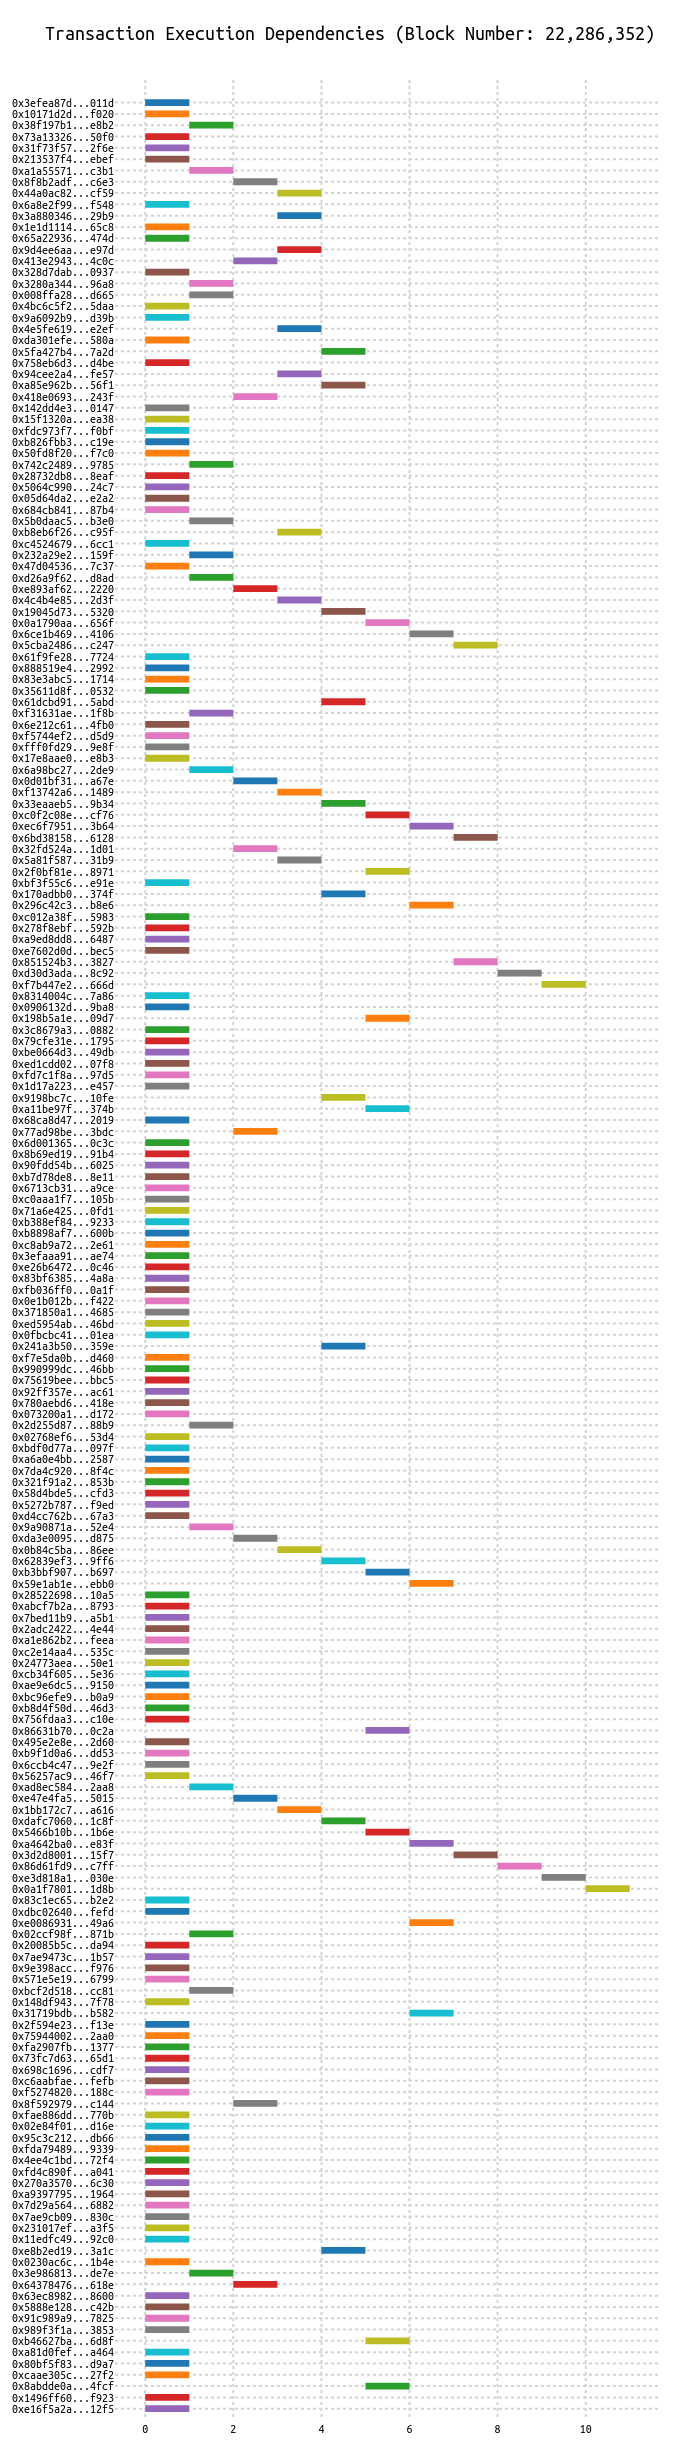 Transaction Execution Dependencies (Block Number: 22,286,352)
0x3efea87d...011d
0x10171d2d...f020
0x38f197b1...e8b2
0x73a13326...50f0
0x31f73f57...2f6e
0x213537f4...ebef
0xa1a55571...c3b1
0x8f8b2adf...c6e3
0x44a0ac82...cf59
0x6a8e2f99...f548
0x3a880346...29b9
0x1e1d1114...65c8
0x65a22936...474d
0x9d4ee6aa...e97d
0x413e2943...4c0c
0x328d7dab...0937
0x3280a344...96a8
0x008ffa28...d665
0x4bc6c5f2...5daa
0x9a6092b9...d39b
0x4e5fe619...e2ef
0xda301efe...580a
0x5fa427b4...7a2d
0x758eb6d3...d4be
0x94cee2a4...fe57
0xa85e962b...56f1
0x418e0693...243f
0x142dd4e3...0147
0x15f1320a...ea38
0xfdc973f7...f0bf
0xb826fbb3...c19e
0x50fd8f20...f7c0
0x742c2489...9785
0x28732db8...8eaf
0x5064c990...24c7
0x05d64da2...e2a2
0x684cb841...87b4
0x5b0daac5...b3e0
0xb8eb6f26...c95f
0xc4524679...6cc1
0x232a29e2...159f
0x47d04536...7c37
0xd26a9f62...d8ad
0xe893af62...2220
0x4c4b4e85...2d3f
0x19045d73...5320
0x0a1790aa...656f
0x6ce1b469...4106
0x5cba2486...c247
0x61f9fe28...7724
0x888519e4...2992
0x83e3abc5...1714
0x35611d8f...0532
0x61dcbd91...5abd
0xf31631ae...1f8b
0x6e212c61...4fb0
0xf5744ef2...d5d9
0xfff0fd29...9e8f
0x17e8aae0...e8b3
0x6a98bc27...2de9
0x0d01bf31...a67e
0xf13742a6...1489
0x33eaaeb5...9b34
0xc0f2c08e...cf76
0xec6f7951...3b64
0x6bd38158...6128
0x32fd524a...1d01
0x5a81f587...31b9
0x2f0bf81e...8971
0xbf3f55c6...e91e
0x170adbb0...374f
0x296c42c3...b8e6
0xc012a38f...5983
0x278f8ebf...592b
0xa9ed8dd8...6487
0xe7602d0d...bec5
0x851524b3...3827
0xd30d3ada...8c92
0xf7b447e2...666d
0x8314004c...7a86
0x0906132d...9ba8
0x198b5a1e...09d7
0x3c8679a3...0882
0x79cfe31e...1795
0xbe0664d3...49db
0xed1cdd02...07f8
0xfd7c1f8a...97d5
0x1d17a223...e457
0x9198bc7c...10fe
0xa11be97f...374b
0x68ca8d47...2019
0x77ad98be...3bdc
0x6d001365...0c3c
0x8b69ed19...91b4
0x90fdd54b...6025
0xb7d78de8...8e11
0x6713cb31...a9ce
0xc0aaa1f7...105b
0x71a6e425...0fd1
0xb388ef84...9233
0xb8898af7...600b
0xc8ab9a72...2e61
0x3efaaa91...ae74
0xe26b6472...0c46
0x83bf6385...4a8a
0xfb036ff0...0a1f
0x0e1b012b...f422
0x371850a1...4685
0xed5954ab...46bd
0x0fbcbc41...01ea
0x241a3b50...359e
0xf7e5da0b...d460
0x990999dc...46bb
0x75619bee...bbc5
0x92ff357e...ac61
0x780aebd6...418e
0x073200a1...d172
0x2d255d87...88b9
0x02768ef6...53d4
0xbdf0d77a...097f
0xa6a0e4bb...2587
0x7da4c920...8f4c
0x321f91a2...853b
0x58d4bde5...cfd3
0x5272b787...f9ed
0xd4cc762b...67a3
0x9a90871a...52e4
0xda3e0095...d875
0x0b84c5ba...86ee
0x62839ef3...9ff6
0xb3bbf907...b697
0x59e1ab1e...ebb0
0x28522698...10a5
0xabcf7b2a...8793
0x7bed11b9...a5b1
0x2adc2422...4e44
0xa1e862b2...feea
0xc2e14aa4...535c
0x24773aea...50e1
0xcb34f605...5e36
0xae9e6dc5...9150
0xbc96efe9...b0a9
0xb8d4f50d...46d3
0x756fdaa3...c10e
0x86631b70...0c2a
0x495e2e8e...2d60
0xb9f1d0a6...dd53
0x6ccb4c47...9e2f
0x56257ac9...46f7
0xad8ec584...2aa8
0xe47e4fa5...5015
0x1bb172c7...a616
0xdafc7060...1c8f
0x5466b10b...1b6e
0xa4642ba0...e83f
0x3d2d8001...15f7
0x86d61fd9...c7ff
0xe3d818a1...030e
0x0a1f7801...1d8b
0x83c1ec65...b2e2
0xdbc02640...fefd
0xe0086931...49a6
0x02ccf98f...871b
0x20085b5c...da94
0x7ae9473c...1b57
0x9e398acc...f976
0x571e5e19...6799
0xbcf2d518...cc81
0x148df943...7f78
0x31719bdb...b582
0x2f594e23...f13e
0x75944002...2aa0
0xfa2907fb...1377
0x73fc7d63...65d1
0x698c1696...cdf7
0xc6aabfae...fefb
0xf5274820...188c
0x8f592979...c144
0xfae886dd...770b
0x02e84f01...d16e
0x95c3c212...db66
0xfda79489...9339
0x4ee4c1bd...72f4
0xfd4c890f...a041
0x270a3570...6c30
0xa9397795...1964
0x7d29a564...6882
0x7ae9cb09...830c
0x231017ef...a3f5
0x11edfc49...92c0
0xe8b2ed19...3a1c
0x0230ac6c...1b4e
0x3e986813...de7e
0x64378476...618e
0x63ec8982...8600
0x5888e128...c42b
0x91c989a9...7825
0x989f3f1a...3853
0xb46627ba...6d8f
0xa81d0fef...a464
0x80bf5f83...d9a7
0xcaae305c...27f2
0x8abdde0a...4fcf
0x1496ff60...f923
0xe16f5a2a...12f5
0 2 4 6 8 10